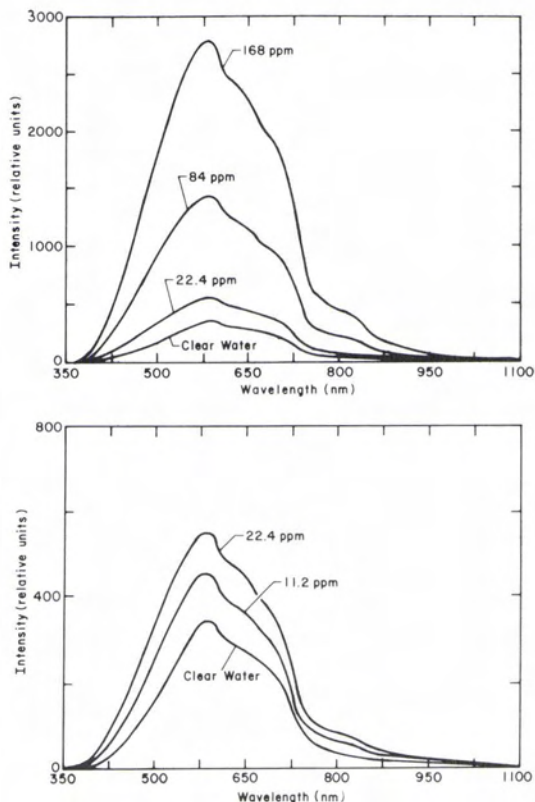 3000
2000
1000
0
Intensity (relative units)
168 ppm
84 ppm
22.4 ppm
Clear Water
350 500 650 800 950 1100
Wavelength (nm)
800
400
0
Intensity (relative units)
22.4 ppm
11.2 ppm
Clear Water
350 500 650 800 950 1100
Wavelength (nm)